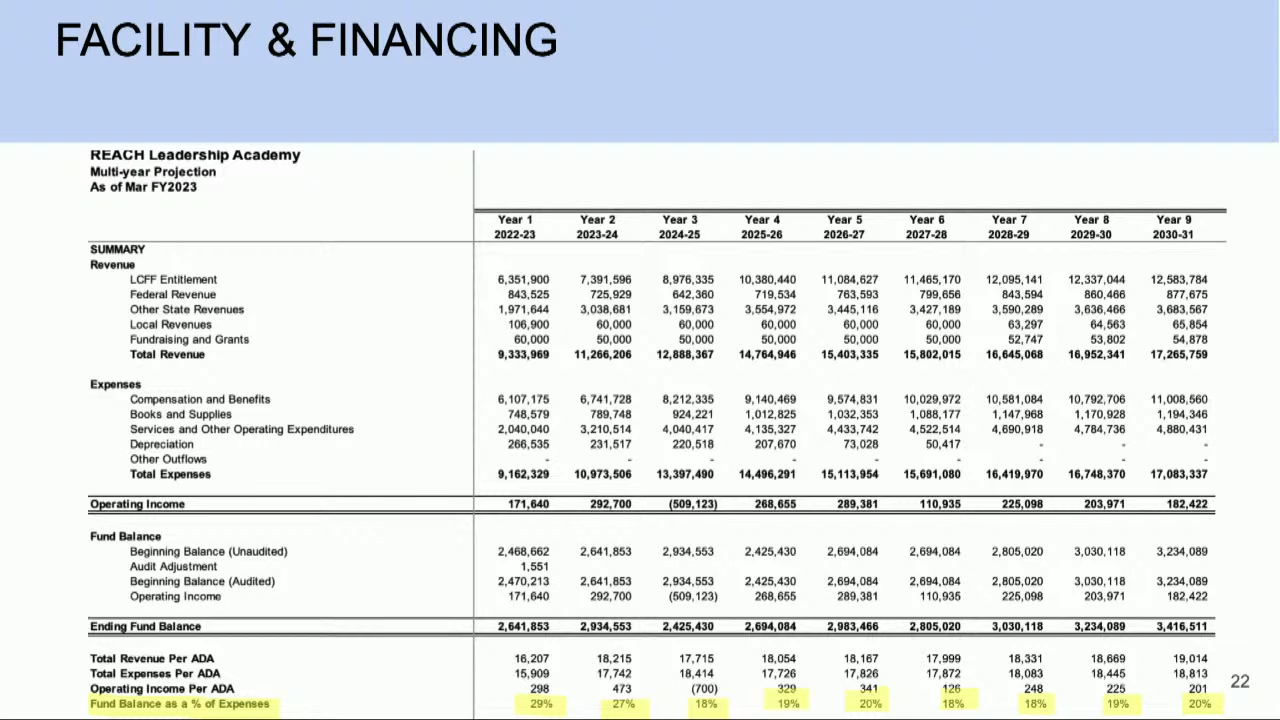 FACILITY & FINANCING
REACH Leadership Academy
Multi-year Projection
As of Mar FY2023
Year 1 Year 2 Year 3 Year 4 Year 5 Year 6 Year 7 Year 8 Year 9
2022-23 2023-24 2024-25 2025-26 2026-27 2027-28 2028-29 2029-30 2030-31
SUMMARY
Revenue
LCFF Entitlement 6,351,900 7,391,596 8,976,335 10,380,440 11,084,627 11,465,170 12,095,141 12,337,044 12,583,784
Federal Revenue 843,525 725,929 642,360 719,534 763,593 799,656 843,594 860,466 877,675
Other State Revenues 1,971,644 3,038,681 3,159,673 3,554,972 3,445,116 3,427,189 3,590,289 3,636,466 3,683,567
Local Revenues 106,900 60,000 60,000 60,000 60,000 60,000 63,297 64,563 65,854
Fundraising and Grants 60,000 50,000 50,000 50,000 50,000 50,000 52,747 53,802 54,878
Total Revenue 9,333,969 11,266,206 12,888,367 14,764,946 15,403,335 15,802,015 16,645,068 16,952,341 17,265,759
Expenses
Compensation and Benefits 6,107,175 6,741,728 8,212,335 9,140,469 9,574,831 10,029,972 10,581,084 10,792,706 11,008,560
Books and Supplies 748,579 789,748 924,221 1,012,825 1,032,353 1,088,177 1,147,968 1,170,928 1,194,346
Services and Other Operating Expenditures 2,040,040 3,210,514 4,040,417 4,135,327 4,433,742 4,522,514 4,690,918 4,784,736 4,880,431
Depreciation 266,535 231,517 220,518 207,670 73,028 50,417 - - -
Other Outflows - - - - - - - - -
Total Expenses 9,162,329 10,973,506 13,397,490 14,496,291 15,113,954 15,691,080 16,419,970 16,748,370 17,083,337
Operating Income 171,640 292,700 (509,123) 268,655 289,381 110,935 225,098 203,971 182,422
Fund Balance
Beginning Balance (Unaudited) 2,468,662 2,641,853 2,934,553 2,425,430 2,694,084 2,694,084 2,805,020 3,030,118 3,234,089
Audit Adjustment 1,551
Beginning Balance (Audited) 2,470,213 2,641,853 2,934,553 2,425,430 2,694,084 2,694,084 2,805,020 3,030,118 3,234,089
Operating Income 171,640 292,700 (509,123) 268,655 289,381 110,935 225,098 203,971 182,422
Ending Fund Balance 2,641,853 2,934,553 2,425,430 2,694,084 2,983,466 2,805,020 3,030,118 3,234,089 3,416,511
Total Revenue Per ADA 16,207 18,215 17,715 18,054 18,167 17,999 18,331 18,669 19,014
Total Expenses Per ADA 15,909 17,742 18,414 17,726 17,826 17,872 18,083 18,445 18,813
Operating Income Per ADA 298 473 (700) 329 341 126 248 225 201
Fund Balance as a % of Expenses 29% 27% 18% 19% 20% 18% 18% 19% 20%
22